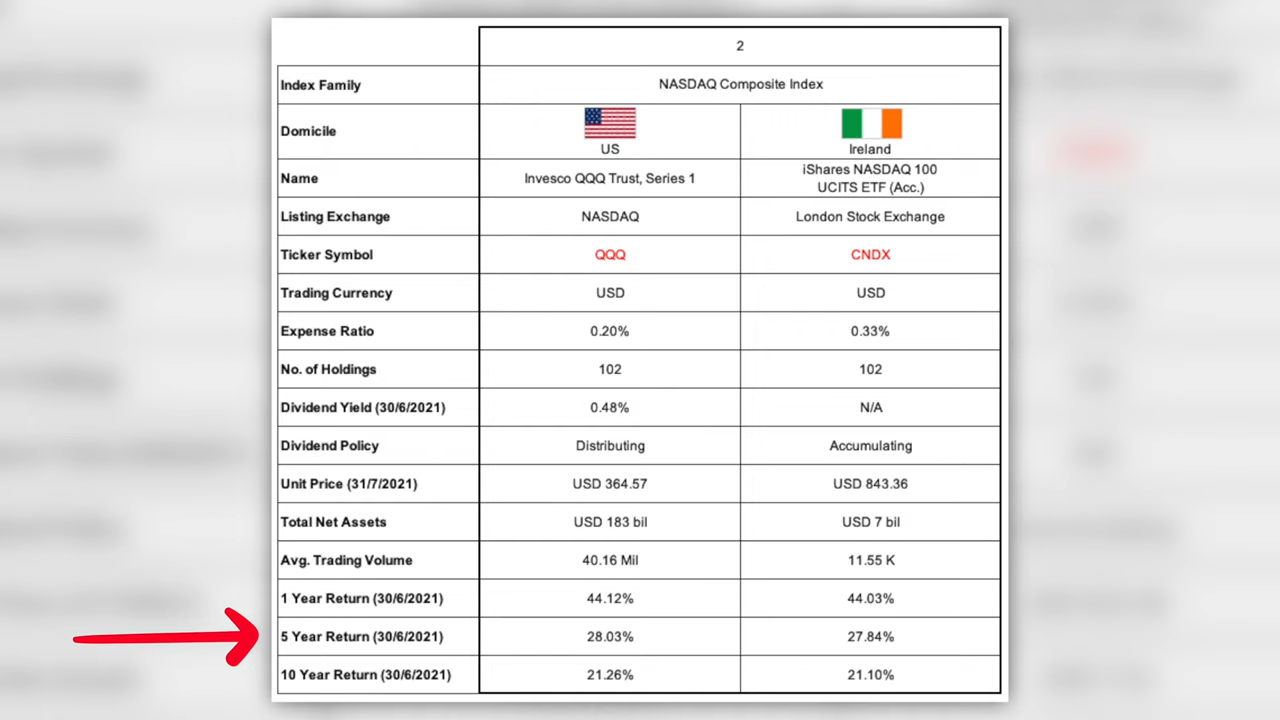 2
Index Family NASDAQ Composite Index
Domicile US Ireland
Name Invesco QQQ Trust, Series 1 iShares NASDAQ 100
UCITS ETF (Acc.)
Listing Exchange NASDAQ London Stock Exchange
Ticker Symbol QQQ CNDX
Trading Currency USD USD
Expense Ratio 0.20% 0.33%
No. of Holdings 102 102
Dividend Yield (30/6/2021) 0.48% N/A
Dividend Policy Distributing Accumulating
Unit Price (31/7/2021) USD 364.57 USD 843.36
Total Net Assets USD 183 bil USD 7 bil
Avg. Trading Volume 40.16 Mil 11.55 K
1 Year Return (30/6/2021) 44.12% 44.03%
5 Year Return (30/6/2021) 28.03% 27.84%
10 Year Return (30/6/2021) 21.26% 21.10%